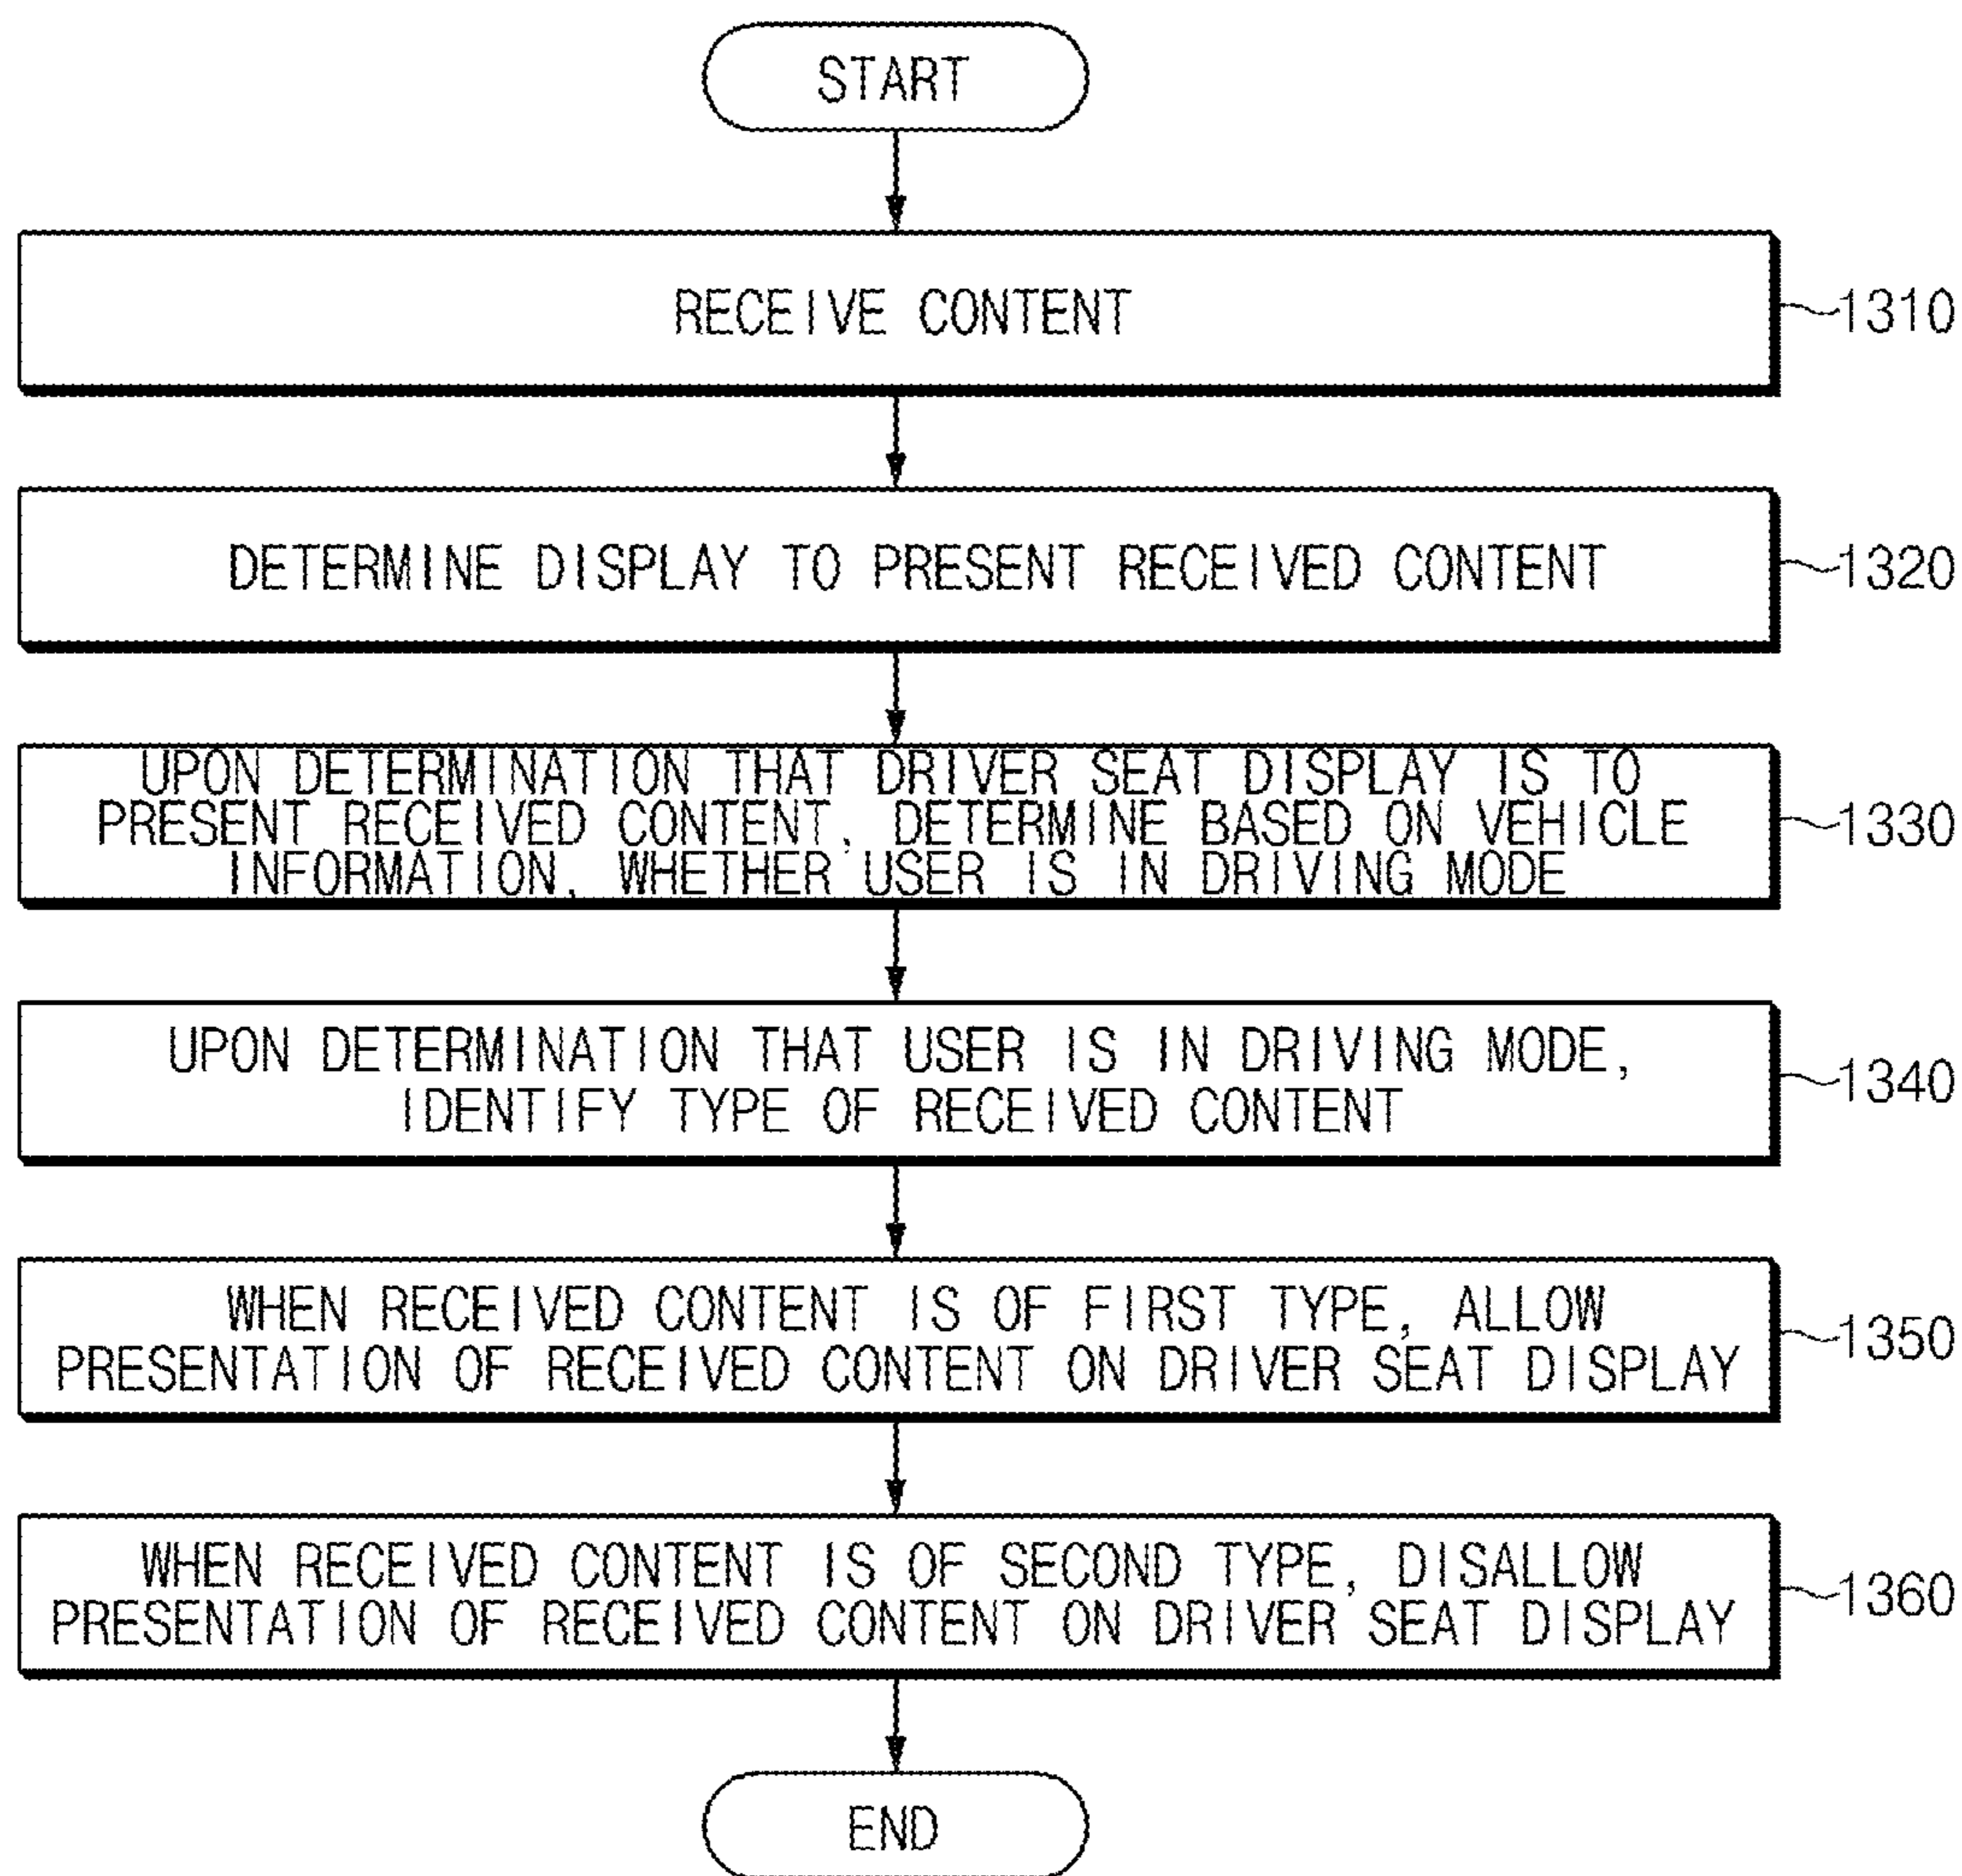 START
RECEIVE CONTENT
1310
DETERMINE DISPLAY TO PRESENT RECEIVED CONTENT
1320
UPON DETERMINATION THAT DRIVER SEAT DISPLAY IS TO
PRESENT RECEIVED CONTENT, DETERMINE BASED ON VEHICLE
INFORMATION, WHETHER USER IS IN DRIVING MODE
1330
UPON DETERMINATION THAT USER IS IN DRIVING MODE,
IDENTIFY TYPE OF RECEIVED CONTENT
1340
WHEN RECEIVED CONTENT IS OF FIRST TYPE, ALLOW
PRESENTATION OF RECEIVED CONTENT ON DRIVER SEAT DISPLAY
1350
WHEN RECEIVED CONTENT IS OF SECOND TYPE, DISALLOW
PRESENTATION OF RECEIVED CONTENT ON DRIVER SEAT DISPLAY
1360
END